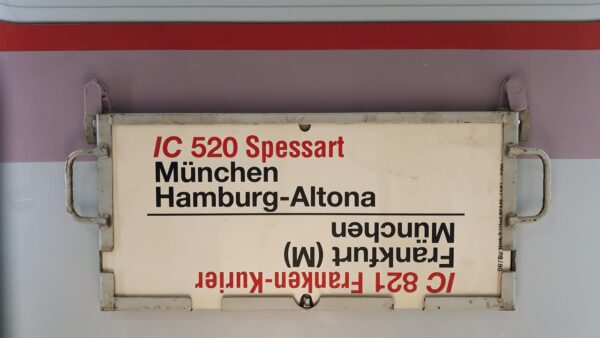 IC 520 Spessart
München
Hamburg-Altona
IC 821 Franken-Kurier
Frankfurt (M)
München